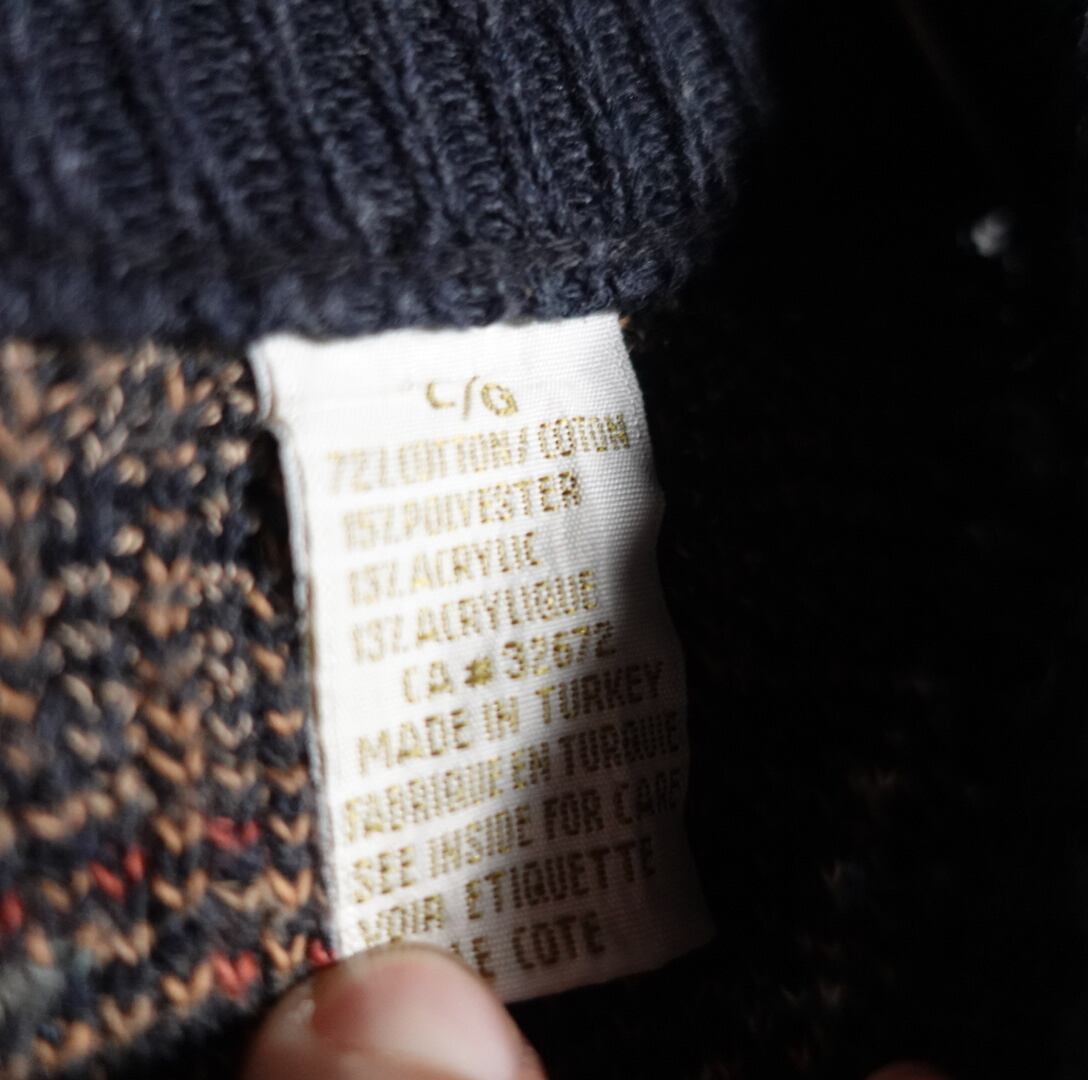 C/G
72% COTTON / COTON
15% POLYESTER
13% ACRYLIC
13% ACRYLIQUE
CA # 32672
MADE IN TURKEY
FABRIQUE EN TURQUIE
SEE INSIDE FOR CARE
VOIR ETIQUETTE
LE COTE